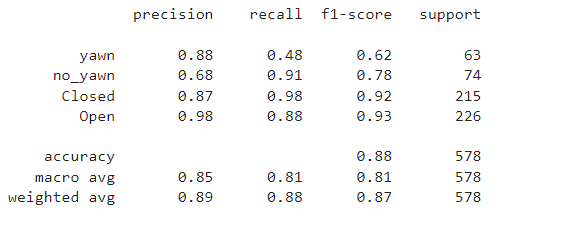 precision recall f1-score support
yawn 0.88 0.48 0.62 63
no_yawn 0.68 0.91 0.78 74
Closed 0.87 0.98 0.92 215
Open 0.98 0.88 0.93 226
accuracy 0.88 578
macro avg 0.85 0.81 0.81 578
weighted avg 0.89 0.88 0.87 578